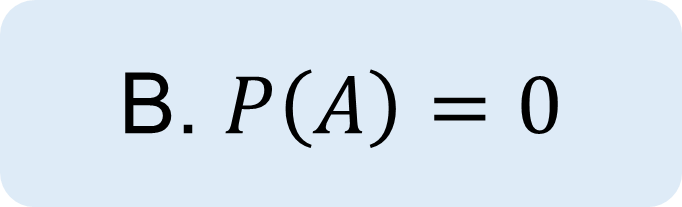 B. P(A) = 0